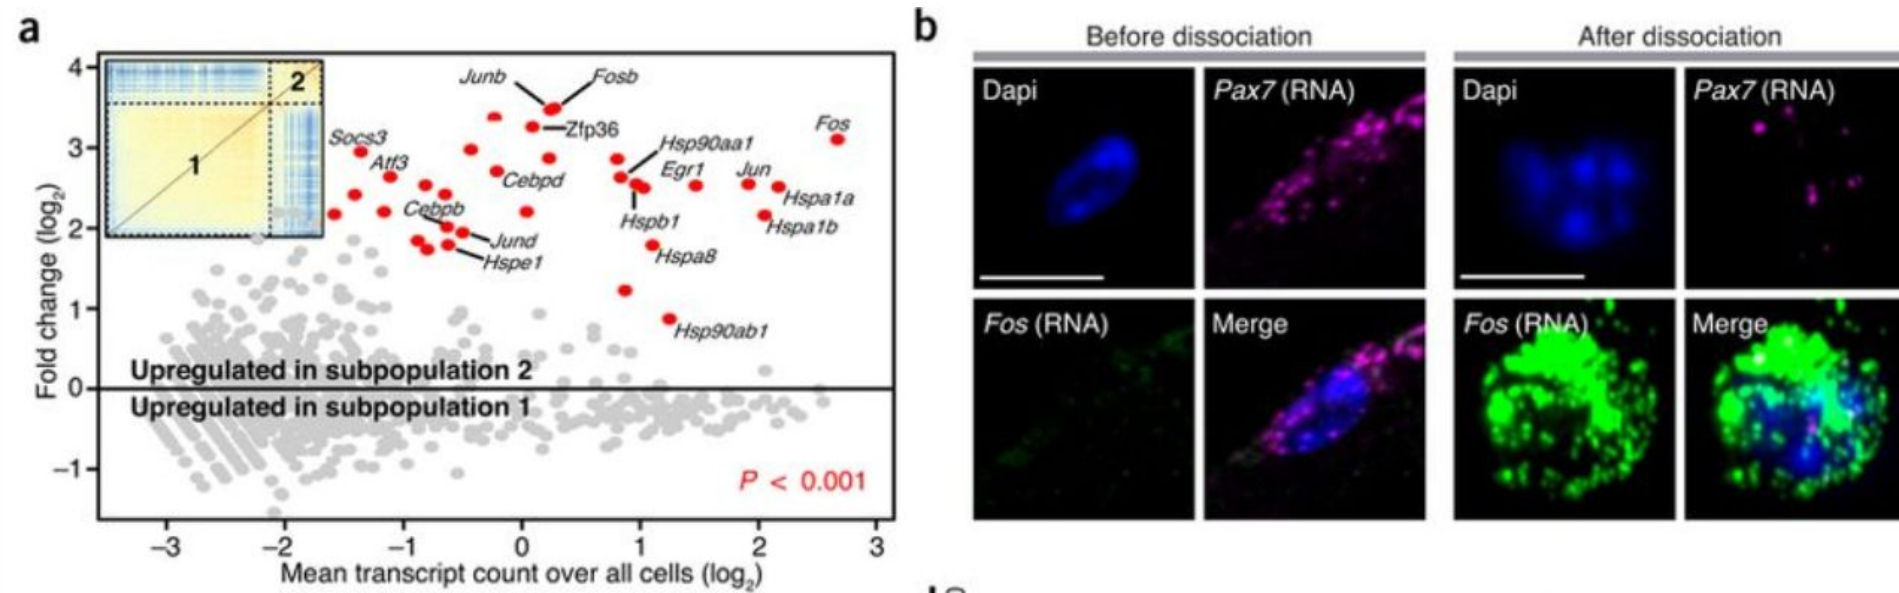 a
4
3
2
1
0
−1
Fold change (log2)
2
1
Junb
Fosb
Zfp36
Socs3
Atf3
Cebpd
Hsp90aa1
Egr1
Jun
Fos
Hspa1a
Hspa1b
Hspb1
Cebpb
Jund
Hspe1
Hspa8
Hsp90ab1
Upregulated in subpopulation 2
Upregulated in subpopulation 1
P < 0.001
−3
−2
−1
0
1
2
3
Mean transcript count over all cells (log2)
b
Before dissociation
After dissociation
Dapi
Pax7 (RNA)
Dapi
Pax7 (RNA)
Fos (RNA)
Merge
Fos (RNA)
Merge